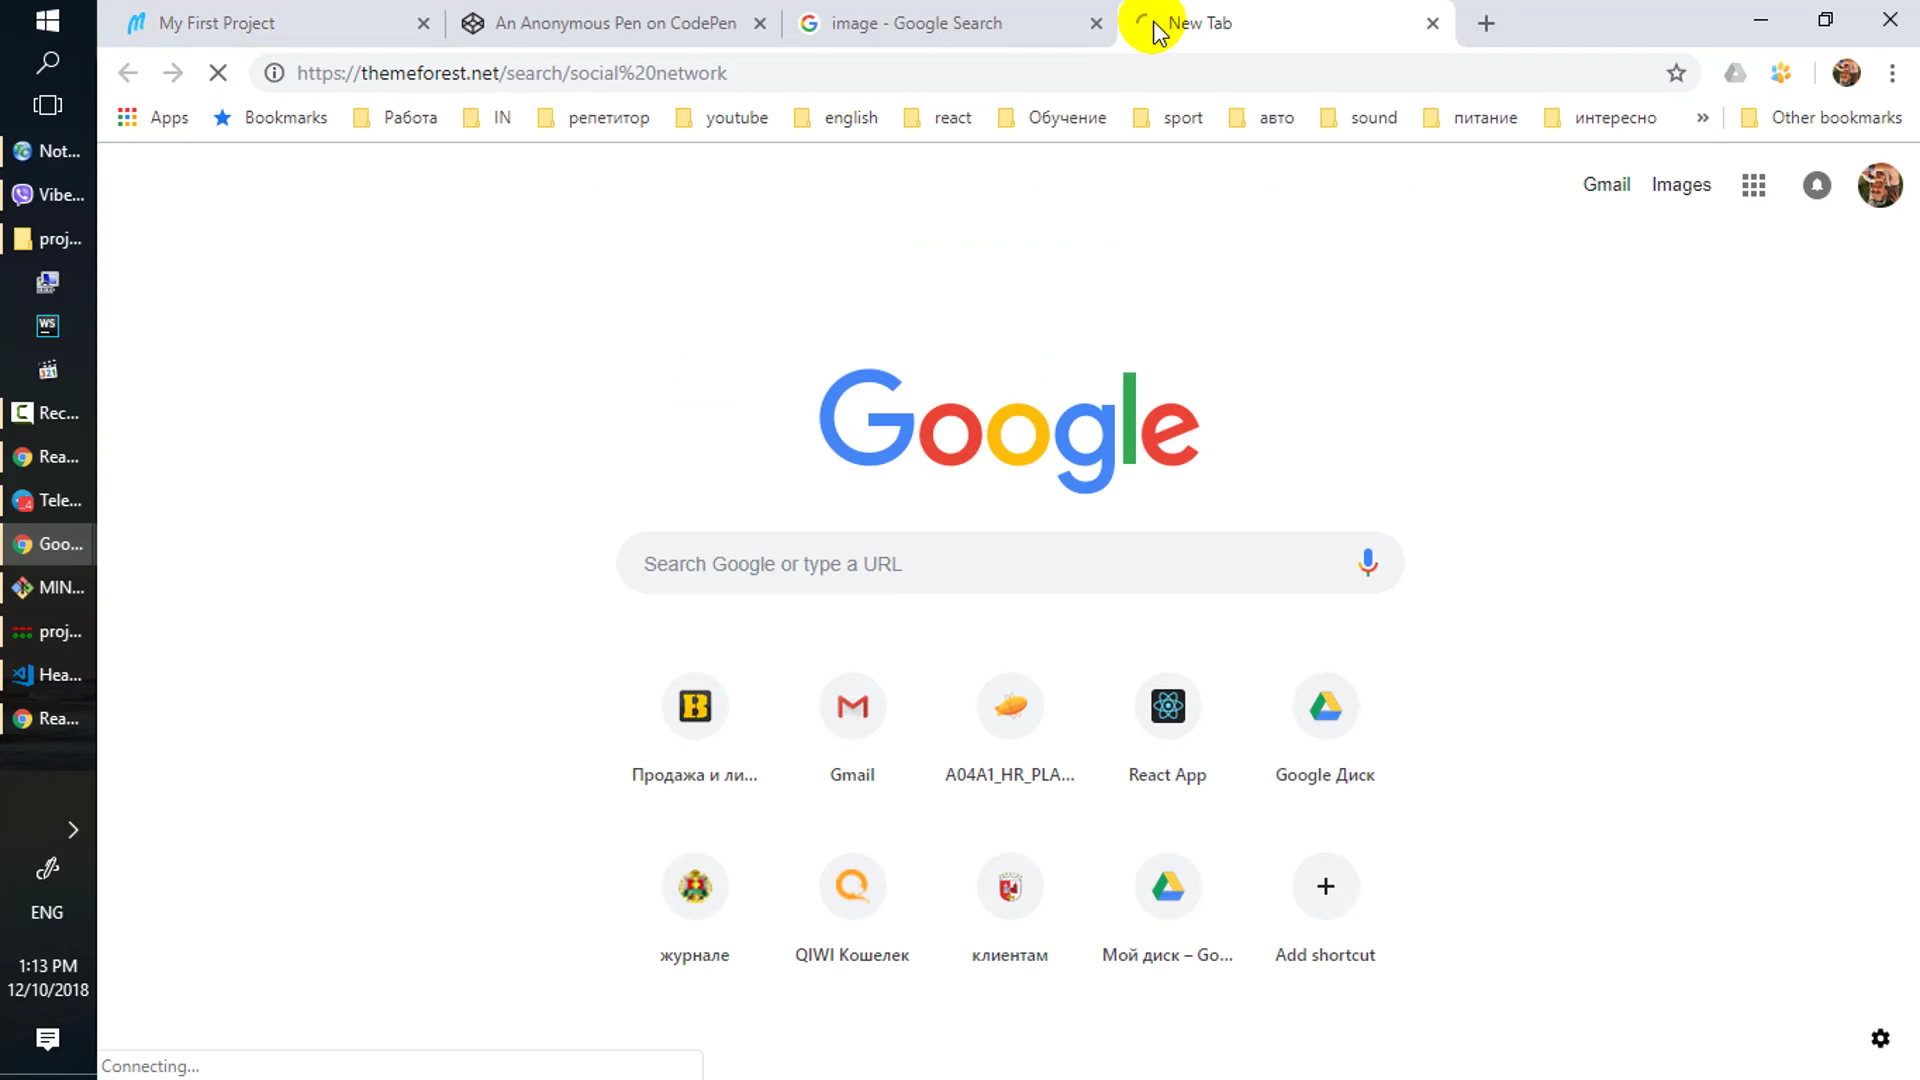 My First Project
An Anonymous Pen on CodePen
image - Google Search
New Tab
https://themeforest.net/search/social%20network
Apps
Bookmarks
Работа
IN
репетитор
youtube
english
react
Обучение
sport
авто
sound
питание
интересно
»
Other bookmarks
Not...
Vibe...
proj...
WS
321
Rec...
Rea...
Tele...
4
Goo...
MIN...
proj...
Hea...
Rea...
ENG
1:13 PM
12/10/2018
Gmail
Images
Google
Search Google or type a URL
Продажа и ли...
Gmail
A04A1_HR_PLA...
React App
Google Диск
журнале
QIWI Кошелек
клиентам
Мой диск – Go...
Add shortcut
Connecting...